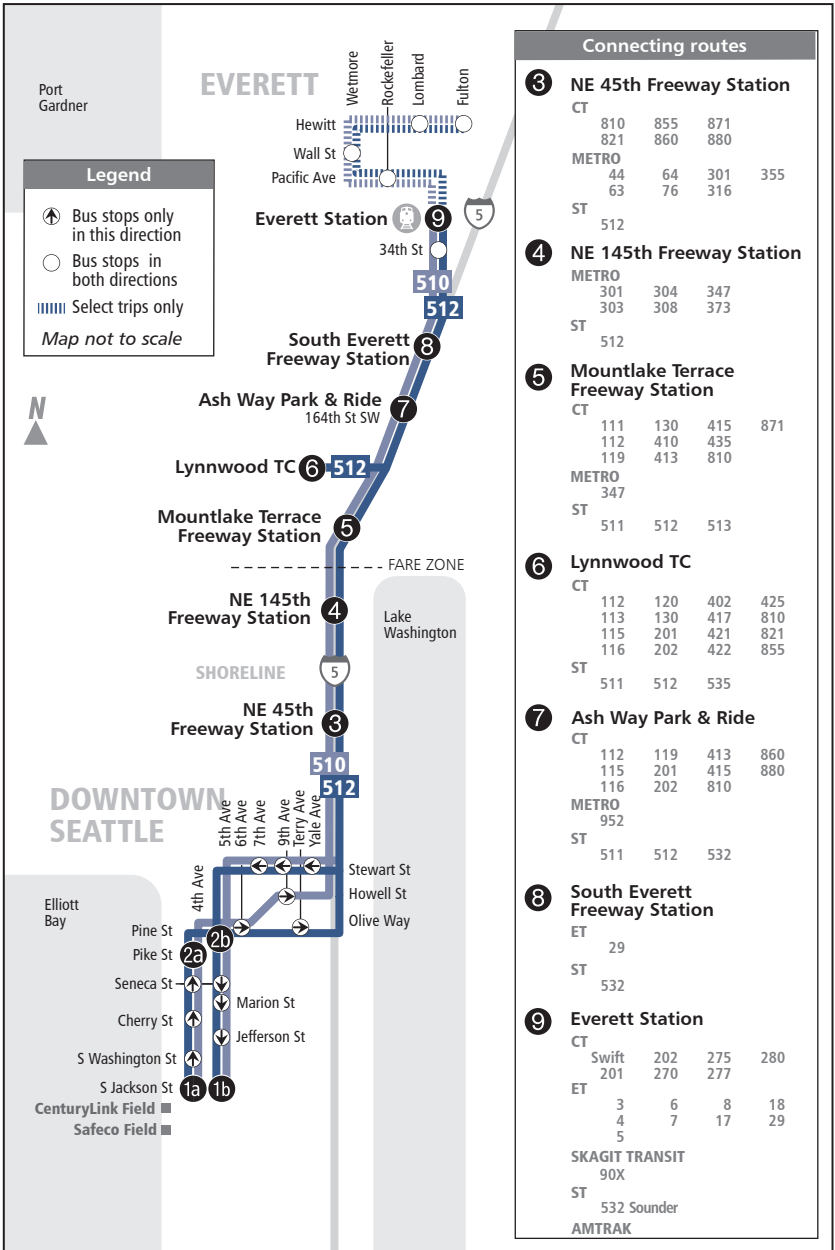 Port
Gardner
EVERETT
Wetmore
Rockefeller
Lombard
Fulton
Hewitt
Wall St
Pacific Ave
Legend
Bus stops only
in this direction
Bus stops in
both directions
Select trips only
Map not to scale
Everett Station
9
5
34th St
510
512
South Everett
Freeway Station
8
N
Ash Way Park & Ride
164th St SW
7
Lynnwood TC
6
512
Mountlake Terrace
Freeway Station
5
FARE ZONE
NE 145th
Freeway Station
4
Lake
Washington
SHORELINE
5
NE 45th
Freeway Station
3
510
512
DOWNTOWN
SEATTLE
4th Ave
5th Ave
6th Ave
7th Ave
9th Ave
Terry Ave
Yale Ave
Stewart St
Howell St
Olive Way
Elliott
Bay
Pine St
2b
Pike St
2a
Seneca St
Marion St
Cherry St
Jefferson St
S Washington St
S Jackson St
1a
1b
CenturyLink Field
Safeco Field
Connecting routes
3 NE 45th Freeway Station
CT
810 855 871
821 860 880
METRO
44 64 301 355
63 76 316
ST
512
4 NE 145th Freeway Station
METRO
301 304 347
303 308 373
ST
512
5 Mountlake Terrace
Freeway Station
CT
111 130 415 871
112 410 435
119 413 810
METRO
347
ST
511 512 513
6 Lynnwood TC
CT
112 120 402 425
113 130 417 810
115 201 421 821
116 202 422 855
ST
511 512 535
7 Ash Way Park & Ride
CT
112 119 413 860
115 201 415 880
116 202 810
METRO
952
ST
511 512 532
8 South Everett
Freeway Station
ET
29
ST
532
9 Everett Station
CT
Swift 202 275 280
201 270 277
ET
3 6 8 18
4 7 17 29
5
SKAGIT TRANSIT
90X
ST
532 Sounder
AMTRAK